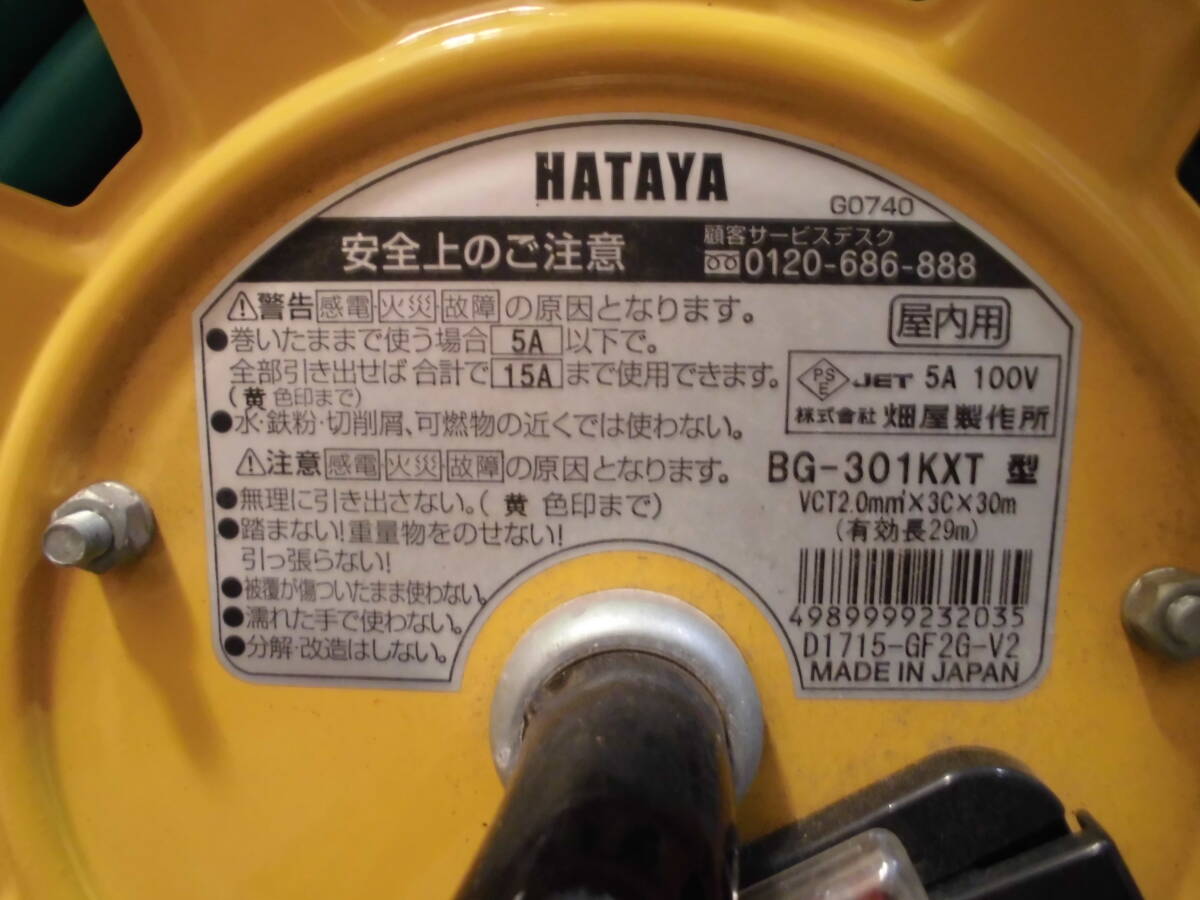 HATAYA
G0740
安全上のご注意
顧客サービスデスク
0120-686-888
⚠警告 感電・火災・故障の原因となります。
●巻いたままで使う場合 5A 以下で。
全部引き出せば 合計で 15A まで使用できます。
(黄 色印まで)
●水・鉄粉・切削屑、可燃物の近くでは使わない。
⚠注意 感電・火災・故障の原因となります。
●無理に引き出さない。(黄 色印まで)
●踏まない!重量物をのせない!
引っ張らない!
●被覆が傷ついたまま使わない。
●濡れた手で使わない。
●分解・改造はしない。
屋内用
PSE JET 5A 100V
株式会社 畑屋製作所
BG-301KXT 型
VCT2.0m㎡×3C×30m
(有効長29m)
4989999232035
D1715-GF2G-V2
MADE IN JAPAN